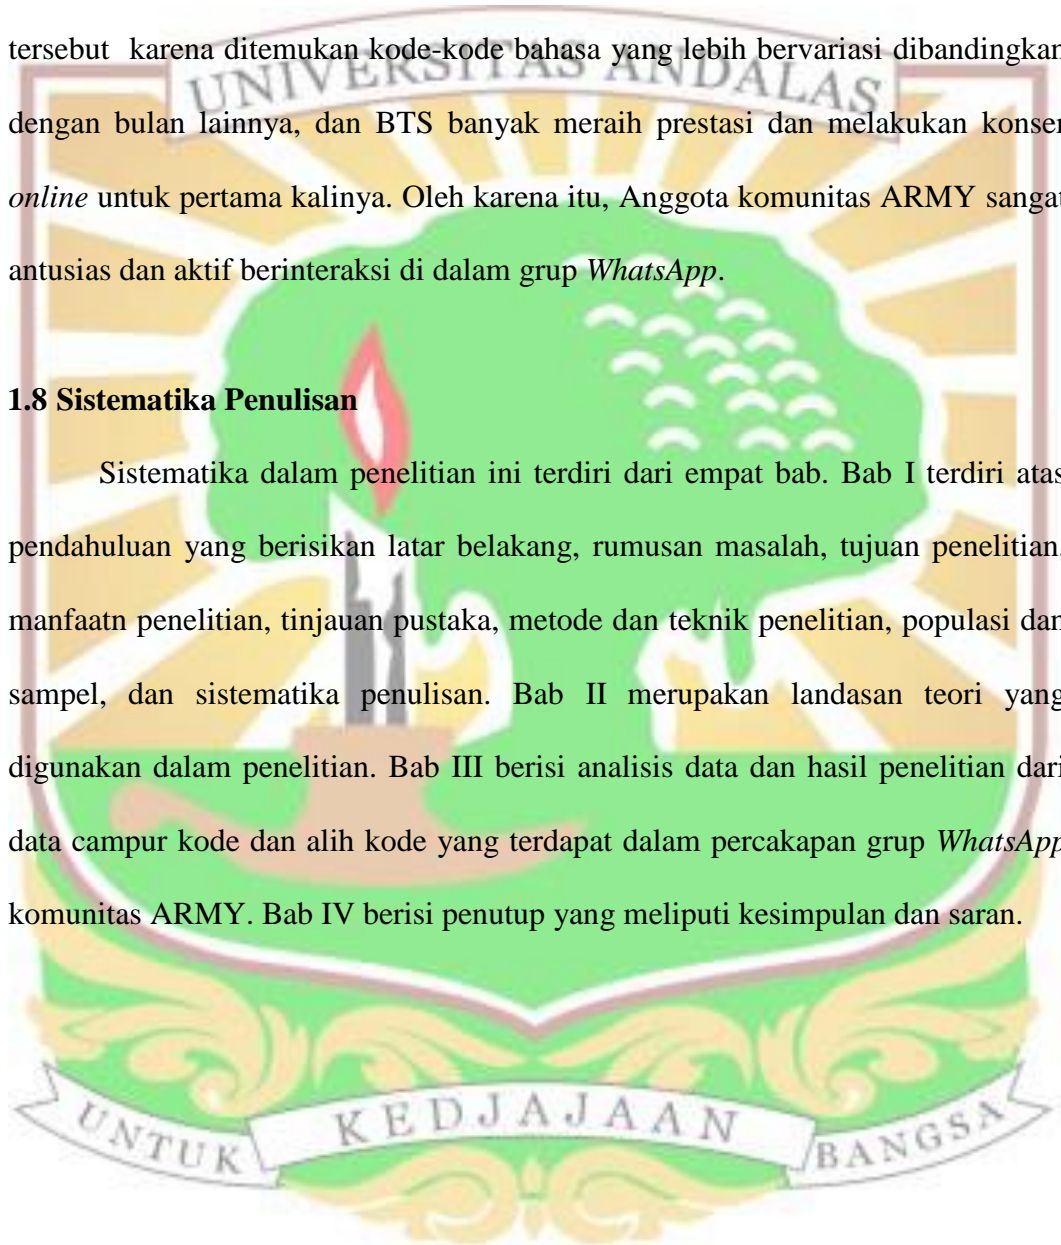 UNIVERSITAS ANDALAS
tersebut karena ditemukan kode-kode bahasa yang lebih bervariasi dibandingkan
dengan bulan lainnya, dan BTS banyak meraih prestasi dan melakukan konser
online untuk pertama kalinya. Oleh karena itu, Anggota komunitas ARMY sangat
antusias dan aktif berinteraksi di dalam grup WhatsApp.
1.8 Sistematika Penulisan
Sistematika dalam penelitian ini terdiri dari empat bab. Bab I terdiri atas
pendahuluan yang berisikan latar belakang, rumusan masalah, tujuan penelitian,
manfaatn penelitian, tinjauan pustaka, metode dan teknik penelitian, populasi dan
sampel, dan sistematika penulisan. Bab II merupakan landasan teori yang
digunakan dalam penelitian. Bab III berisi analisis data dan hasil penelitian dari
data campur kode dan alih kode yang terdapat dalam percakapan grup WhatsApp
komunitas ARMY. Bab IV berisi penutup yang meliputi kesimpulan dan saran.
UNTUK KEDJAJAAN BANGSA